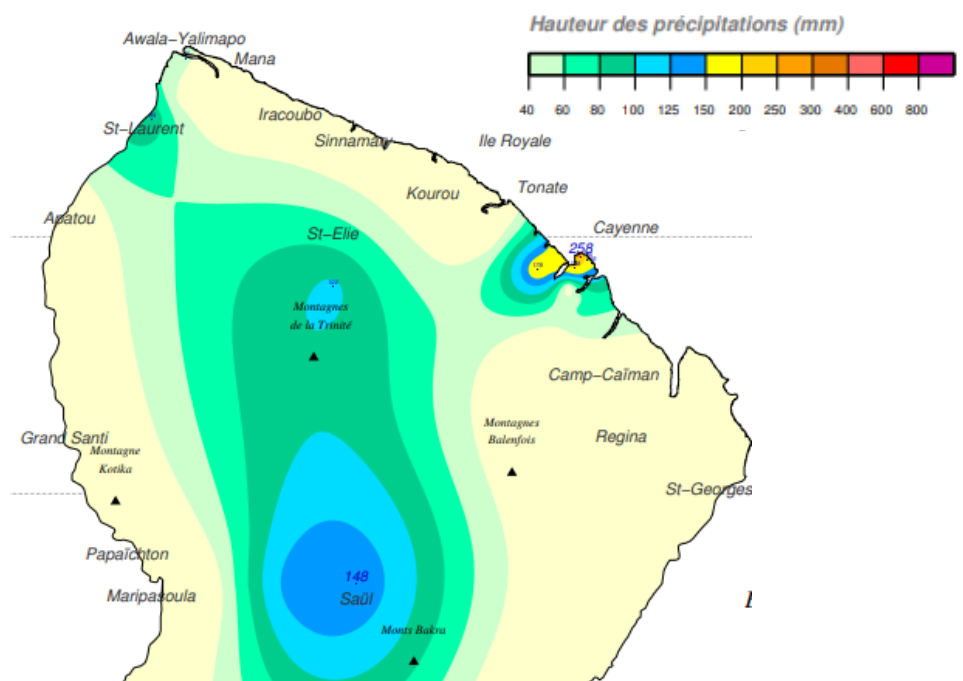 Hauteur des précipitations (mm)
40 60 80 100 125 150 200 250 300 400 600 800
Awala–Yalimapo
Mana
Iracoubo
St–Laurent
Sinnamary
Ile Royale
Kourou
Tonate
Apatou
Cayenne
St–Elie
258
Montagnes
de la Trinité
Camp–Caïman
Montagnes
Balenfois
Regina
Grand Santi
Montagne
Kotika
St–Georges
Papaïchton
148
Maripasoula
Saül
Monts Bakra